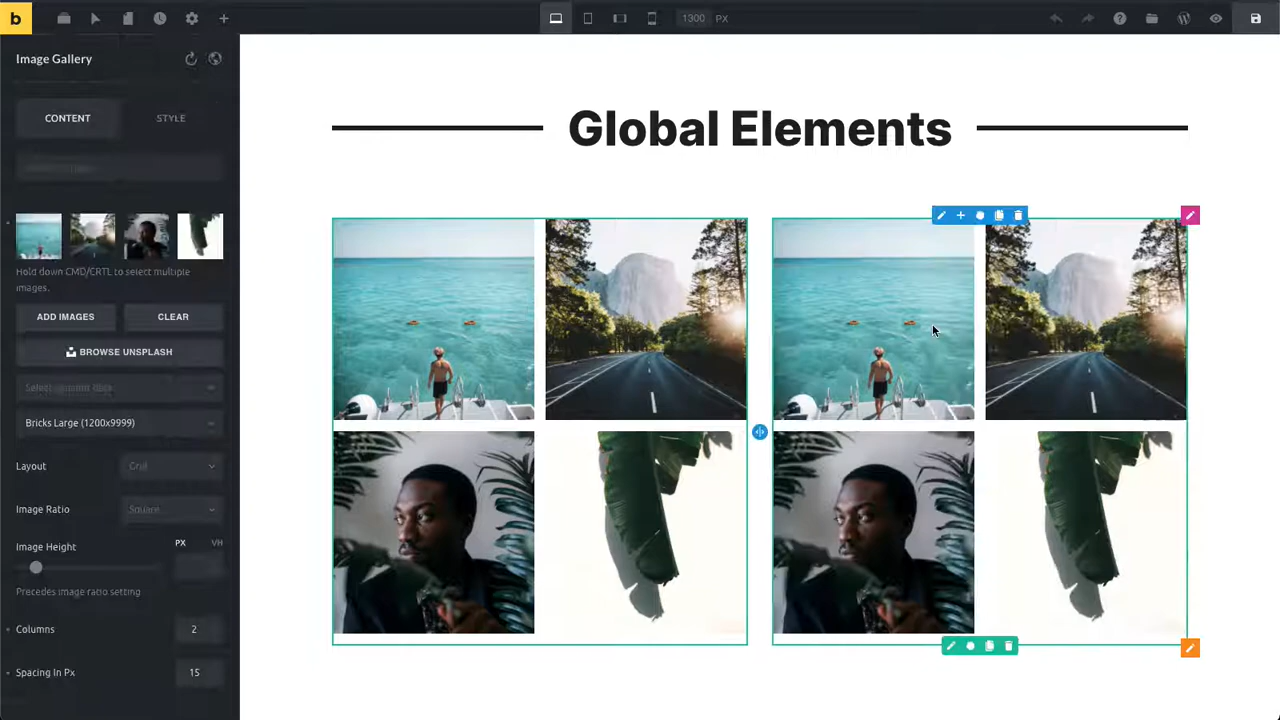 b
1300 PX
Image Gallery
CONTENT
STYLE
Hold down CMD/CRTL to select multiple
images.
ADD IMAGES
CLEAR
BROWSE UNSPLASH
Bricks Large (1200x9999)
Layout
Grid
Image Ratio
Square
Image Height
PX
VH
Precedes image ratio setting
Columns
2
Spacing In Px
15
Global Elements